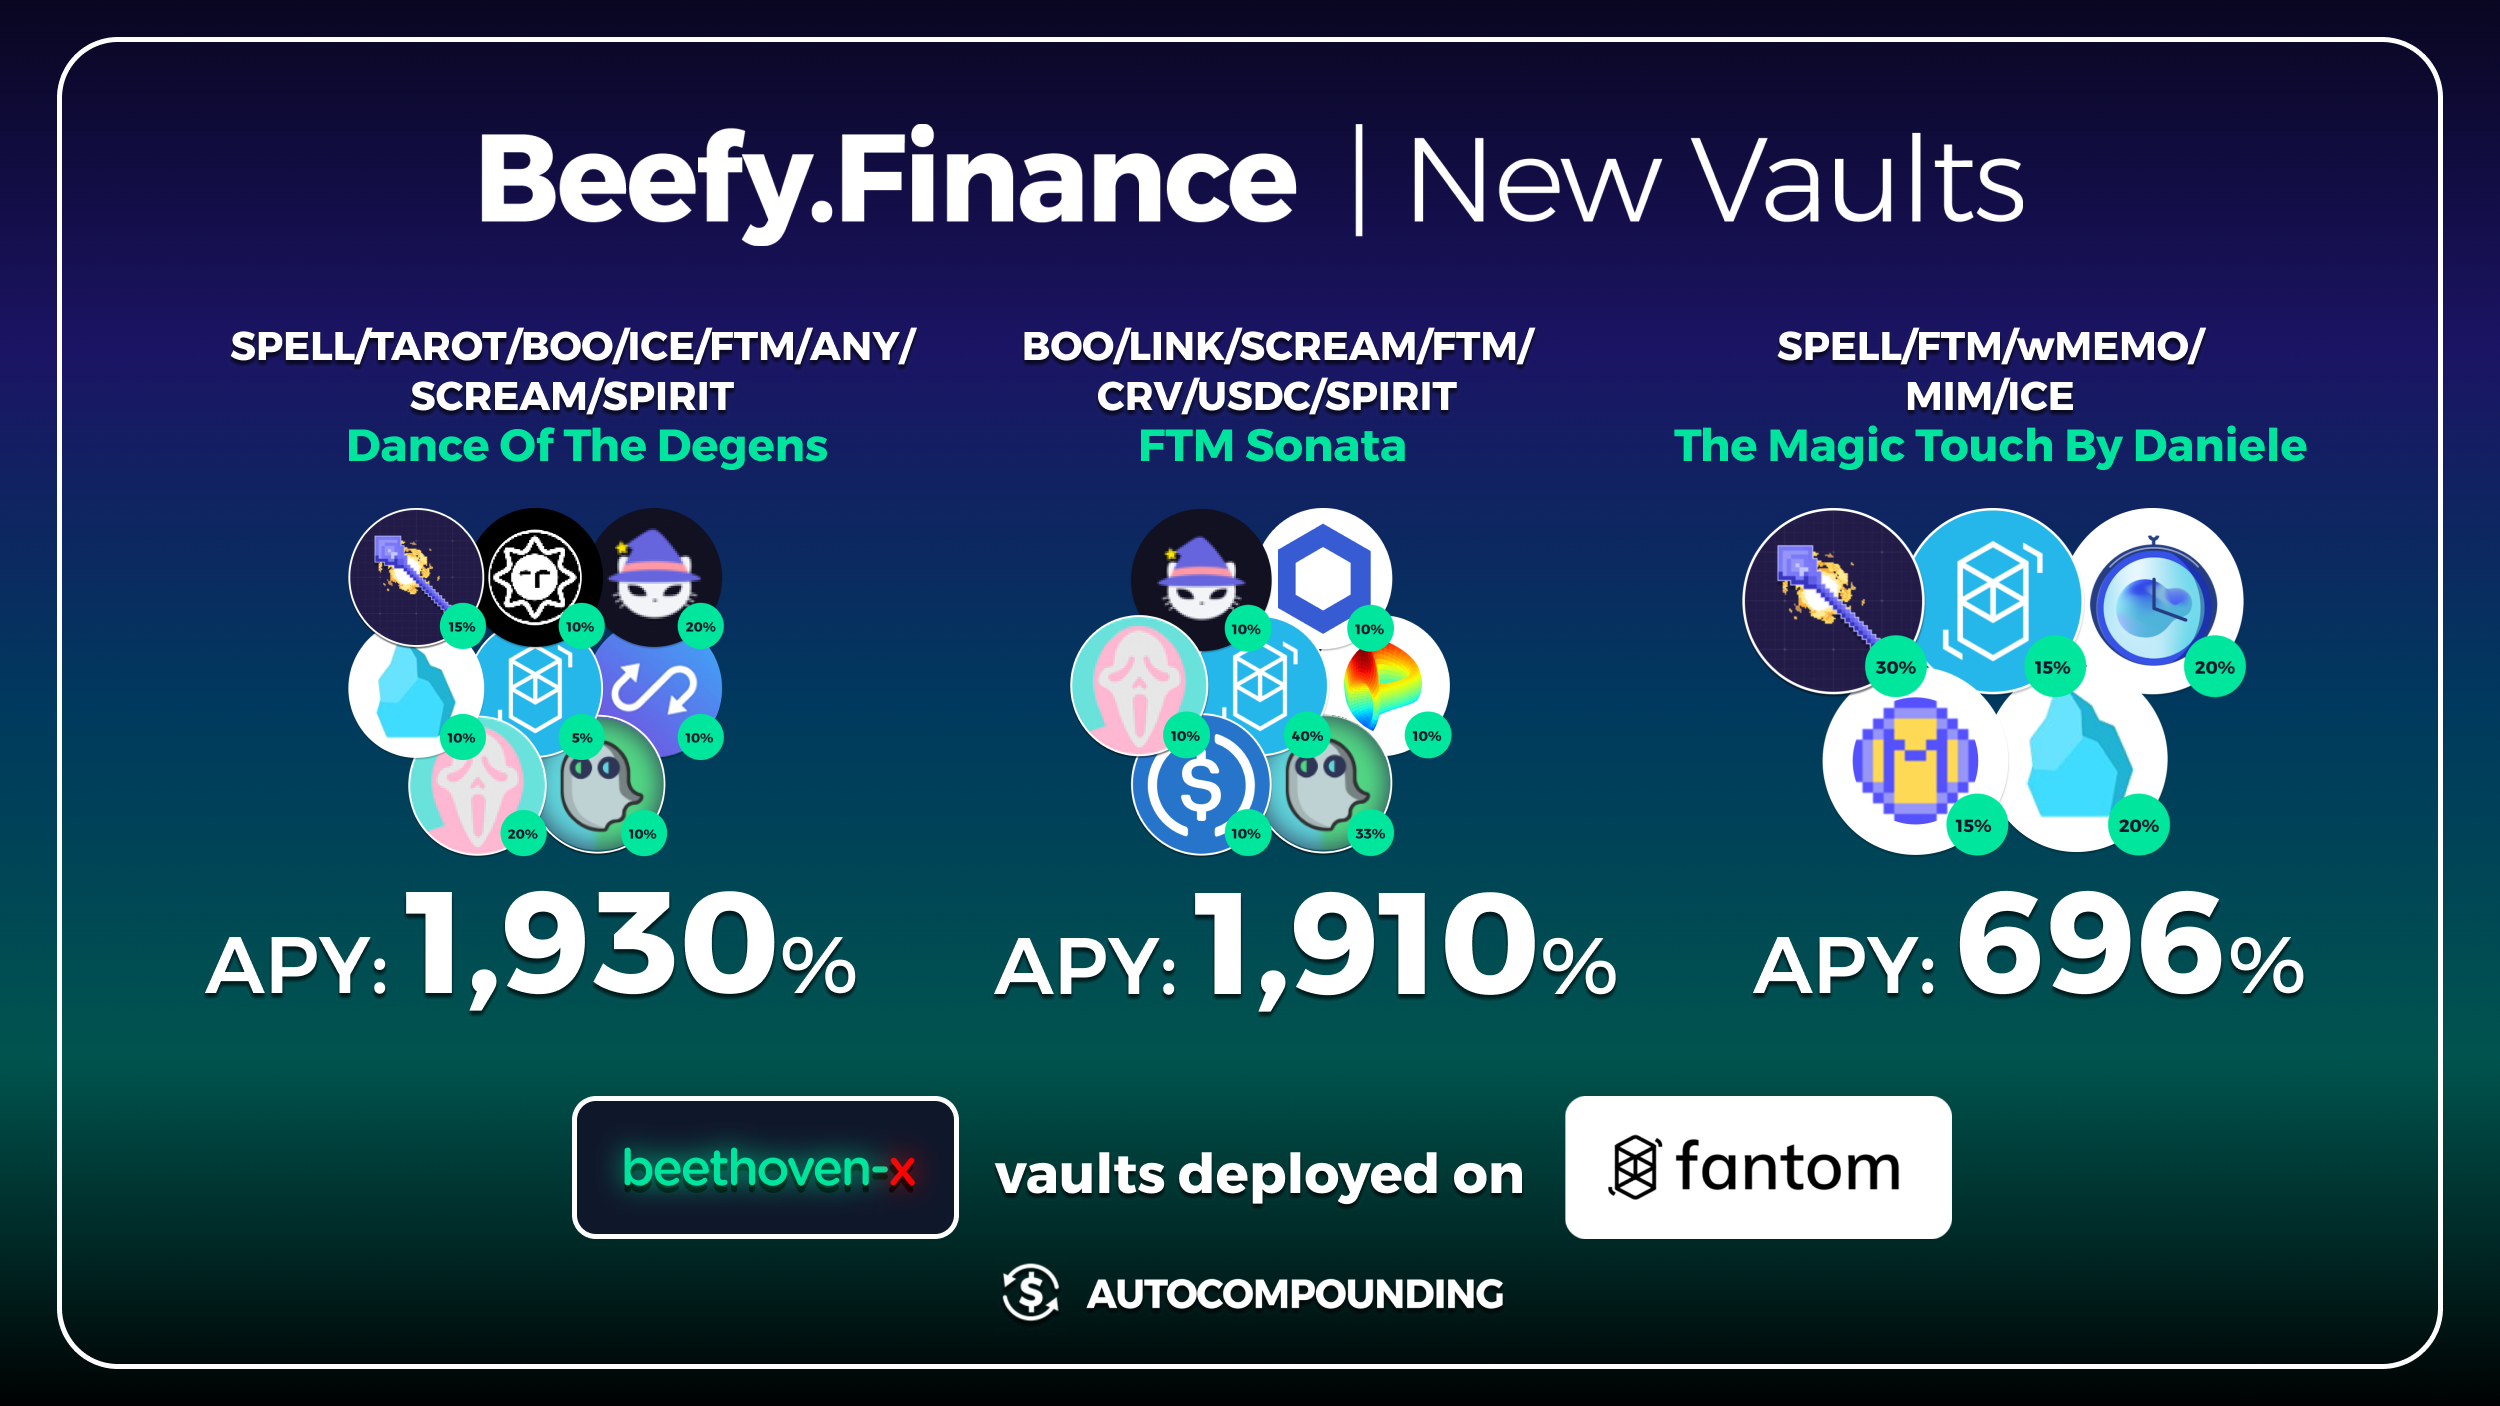 Beefy.Finance | New Vaults
SPELL/TAROT/BOO/ICE/FTM/ANY/
SCREAM/SPIRIT
Dance Of The Degens
15%
10%
20%
10%
5%
10%
20%
10%
APY: 1,930%
BOO/LINK/SCREAM/FTM/
CRV/USDC/SPIRIT
FTM Sonata
10%
10%
10%
40%
10%
10%
33%
APY: 1,910%
SPELL/FTM/wMEMO/
MIM/ICE
The Magic Touch By Daniele
30%
15%
20%
15%
20%
APY: 696%
beethoven-x vaults deployed on fantom
AUTOCOMPOUNDING